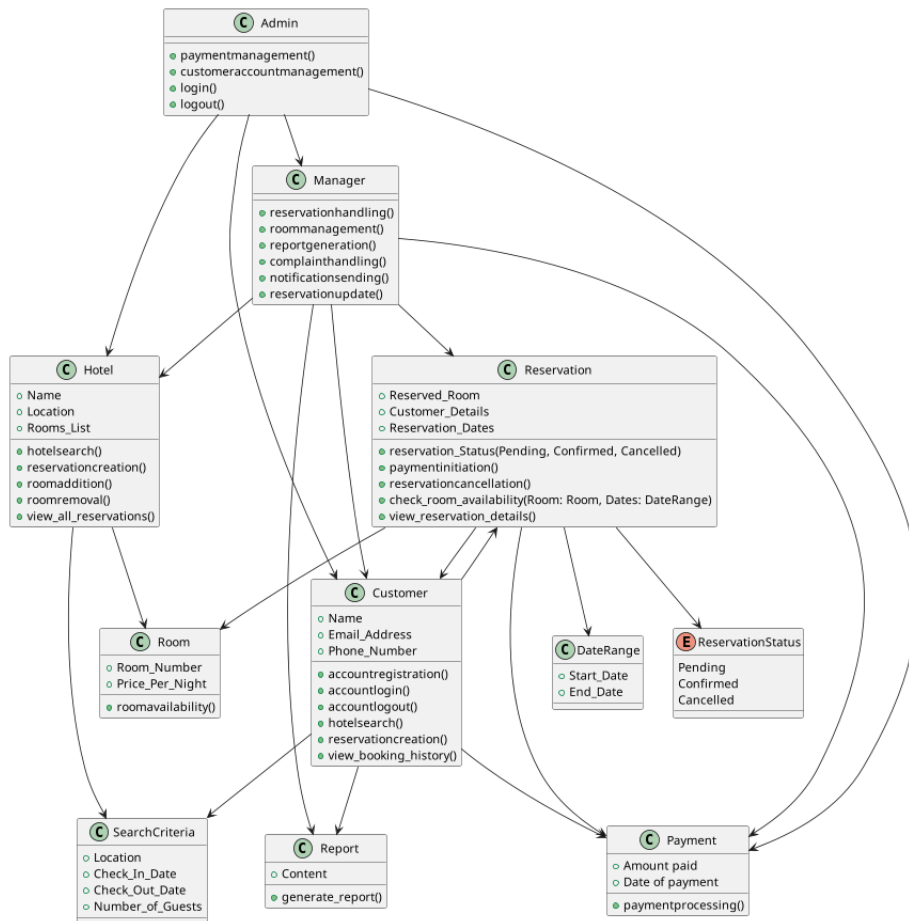 C Admin
paymentmanagement()
customeraccountmanagement()
login()
logout()
C Manager
reservationhandling()
roommanagement()
reportgeneration()
complainthandling()
notificationsending()
reservationupdate()
C Hotel
Name
Location
Rooms_List
hotelsearch()
reservationcreation()
roomaddition()
roomremoval()
view_all_reservations()
C Reservation
Reserved_Room
Customer_Details
Reservation_Dates
reservation_Status(Pending, Confirmed, Cancelled)
paymentinitiation()
reservationcancellation()
check_room_availability(Room: Room, Dates: DateRange)
view_reservation_details()
C Room
Room_Number
Price_Per_Night
roomavailability()
C Customer
Name
Email_Address
Phone_Number
accountregistration()
accountlogin()
accountlogout()
hotelsearch()
reservationcreation()
view_booking_history()
C DateRange
Start_Date
End_Date
E ReservationStatus
Pending
Confirmed
Cancelled
C SearchCriteria
Location
Check_In_Date
Check_Out_Date
Number_of_Guests
C Report
Content
generate_report()
C Payment
Amount paid
Date of payment
paymentprocessing()